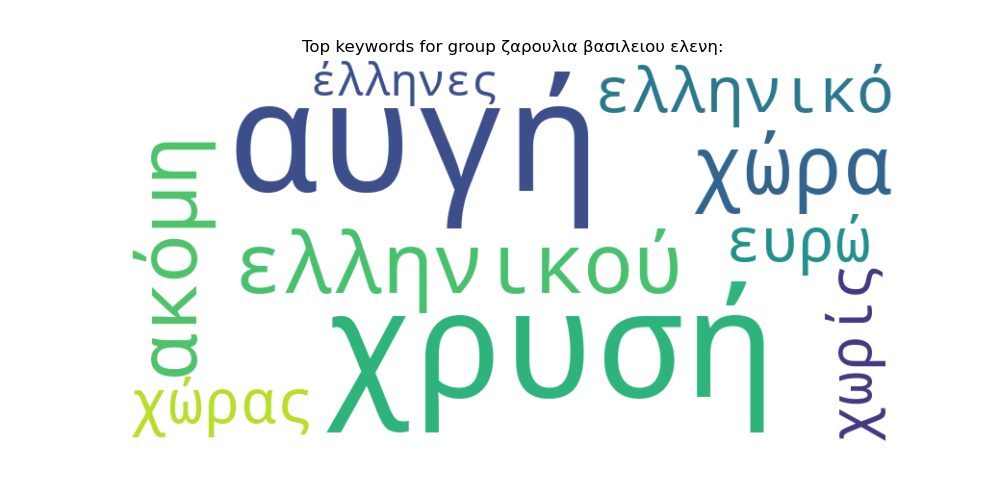 Top keywords for group ζαρουλια βασιλειου ελενη:
έλληνες
ελληνικό
αυγή
χώρα
ακόμη
ελληνικού
ευρώ
χωρίς
χρυσή
χώρας